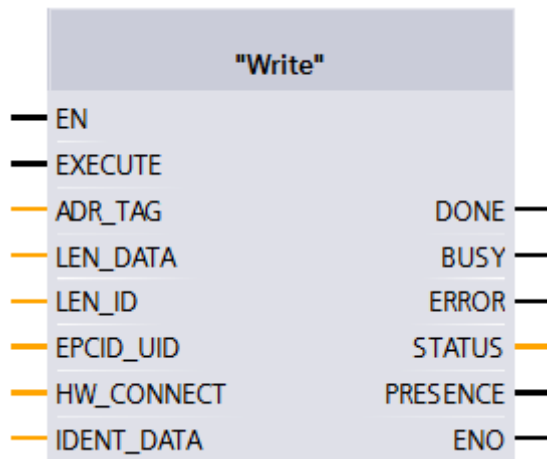 "Write"
EN
EXECUTE
ADR_TAG DONE
LEN_DATA BUSY
LEN_ID ERROR
EPCID_UID STATUS
HW_CONNECT PRESENCE
IDENT_DATA ENO